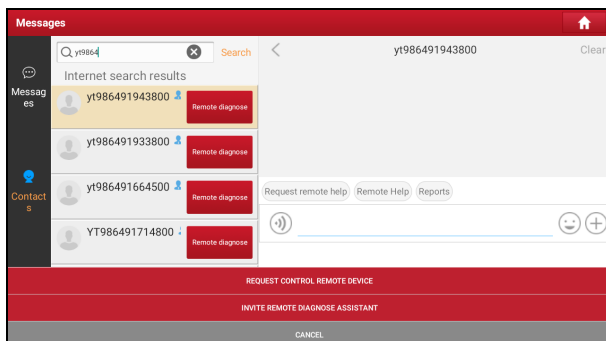 Messages
yt9864
Search
yt986491943800
Clear
Internet search results
Messag
es
yt986491943800
Remote diagnose
yt986491933800
Remote diagnose
Contact
s
yt986491664500
Remote diagnose
Request remote help
Remote Help
Reports
YT986491714800
Remote diagnose
REQUEST CONTROL REMOTE DEVICE
INVITE REMOTE DIAGNOSE ASSISTANT
CANCEL